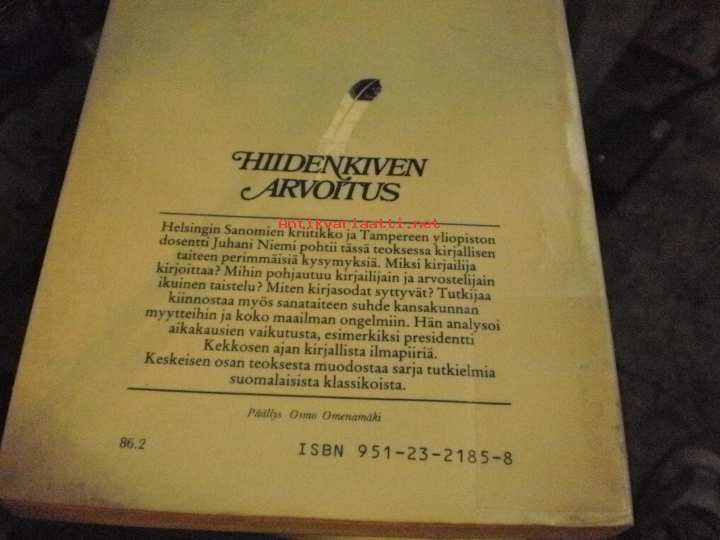 HIIDENKIVEN
ARVOITUS
Antikvariaatti.net
Helsingin Sanomien kriitikko ja Tampereen yliopiston
dosentti Juhani Niemi pohtii tässä teoksessa kirjallisen
taiteen perimmäisiä kysymyksiä. Miksi kirjailija
kirjoittaa? Mihin pohjautuu kirjailijain ja arvostelijain
ikuinen taistelu? Miten kirjasodat syttyvät? Tutkijaa
kiinnostaa myös sanataiteen suhde kansakunnan
myytteihin ja koko maailman ongelmiin. Hän analysoi
aikakausien vaikutusta, esimerkiksi presidentti
Kekkosen ajan kirjallista ilmapiiriä.
Keskeisen osan teoksesta muodostaa sarja tutkielmia
suomalaisista klassikoista.
Päällys Osmo Omenamäki
86.2
ISBN 951-23-2185-8